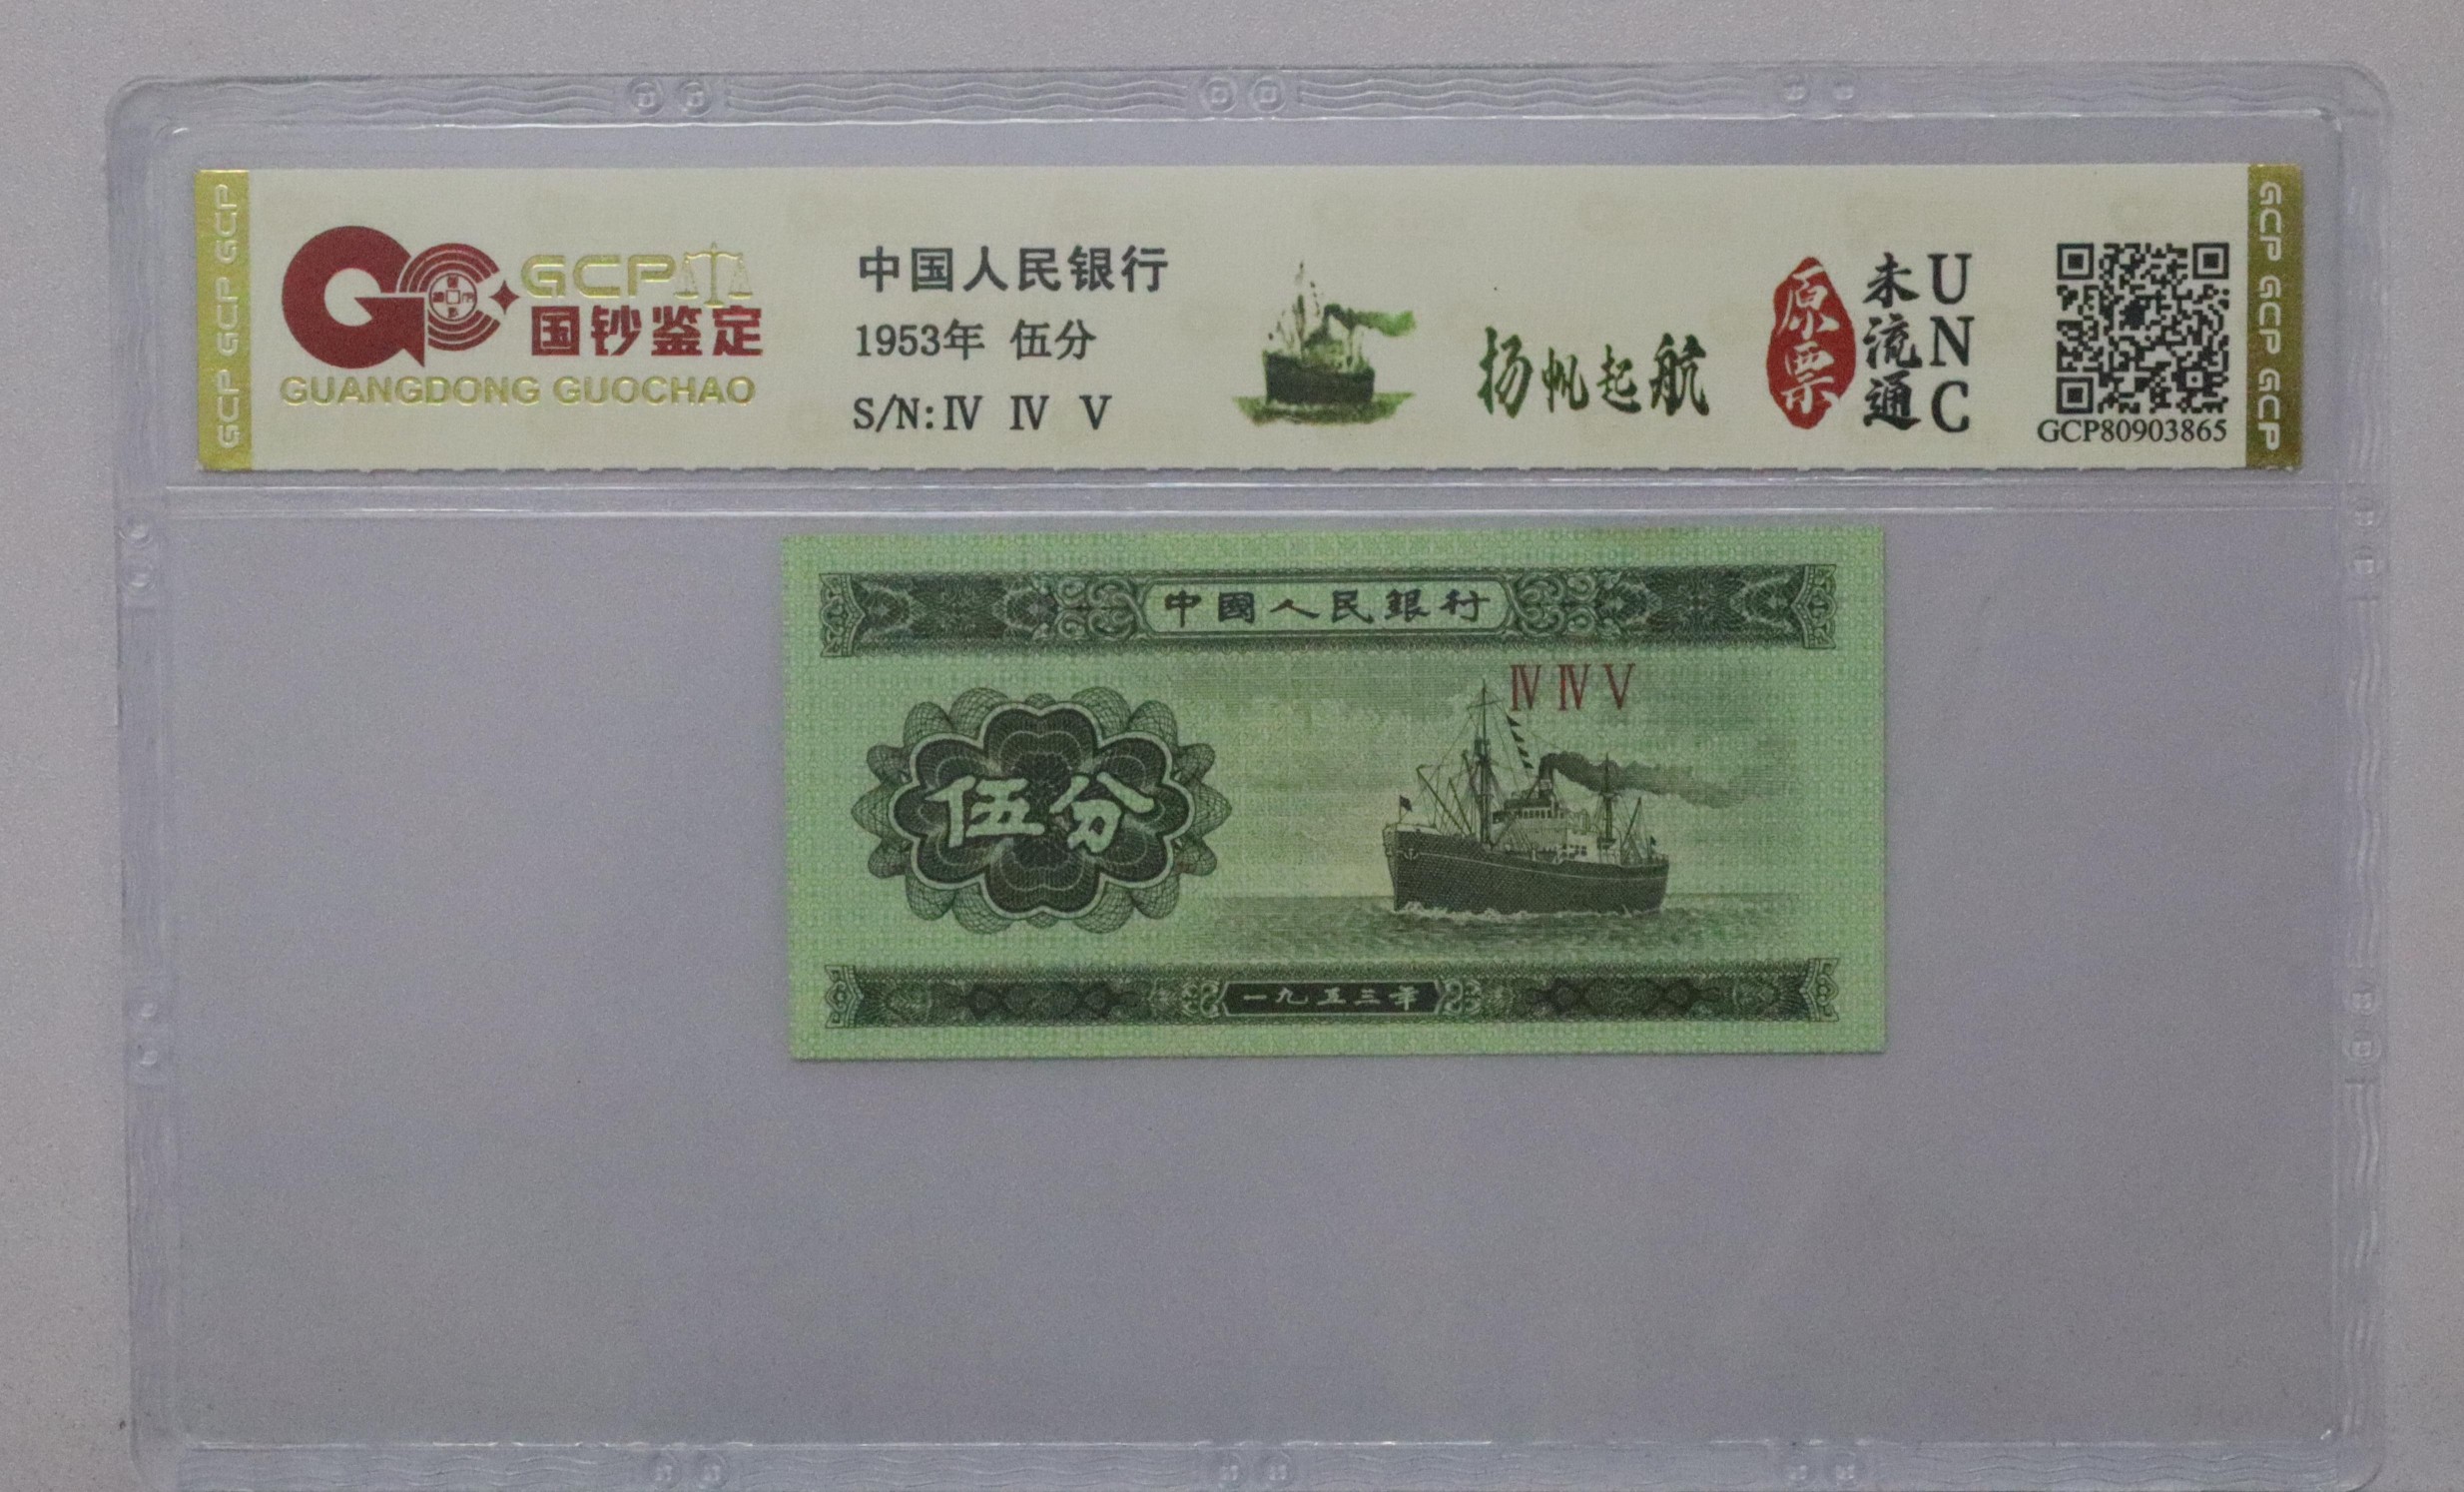 GCP GCP GCP
GCP
国钞鉴定
GUANGDONG GUOCHAO
中国人民银行
1953年 伍分
S/N:Ⅳ Ⅳ Ⅴ
扬帆起航
原票
未流通
UNC
GCP80903865
GCP GCP GCP
中國人民銀行
Ⅳ Ⅳ Ⅴ
伍分
一九五三年